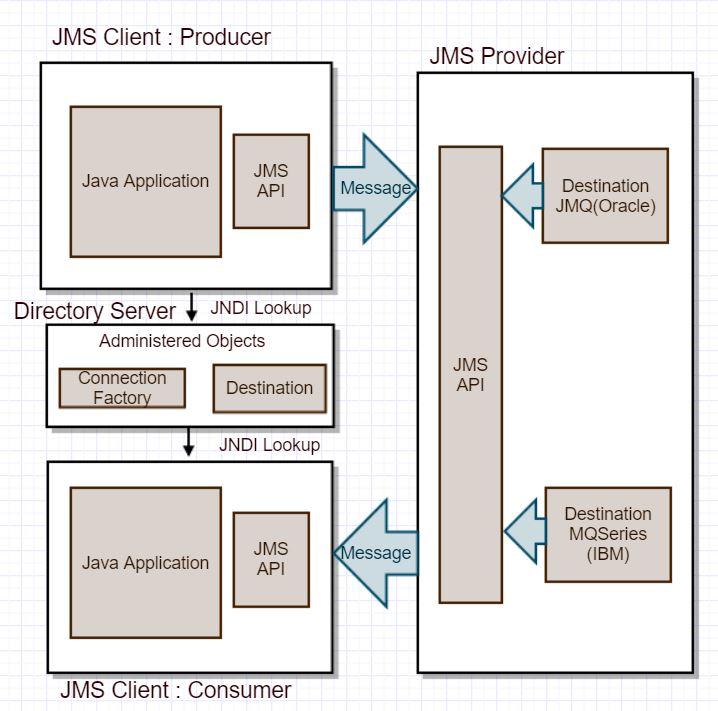 JMS Client : Producer
JMS Provider
Java Application
JMS
API
Message
Destination
JMQ(Oracle)
Directory Server
JNDI Lookup
Administered Objects
Connection
Factory
Destination
JMS
API
JNDI Lookup
Java Application
JMS
API
Message
Destination
MQSeries
(IBM)
JMS Client : Consumer